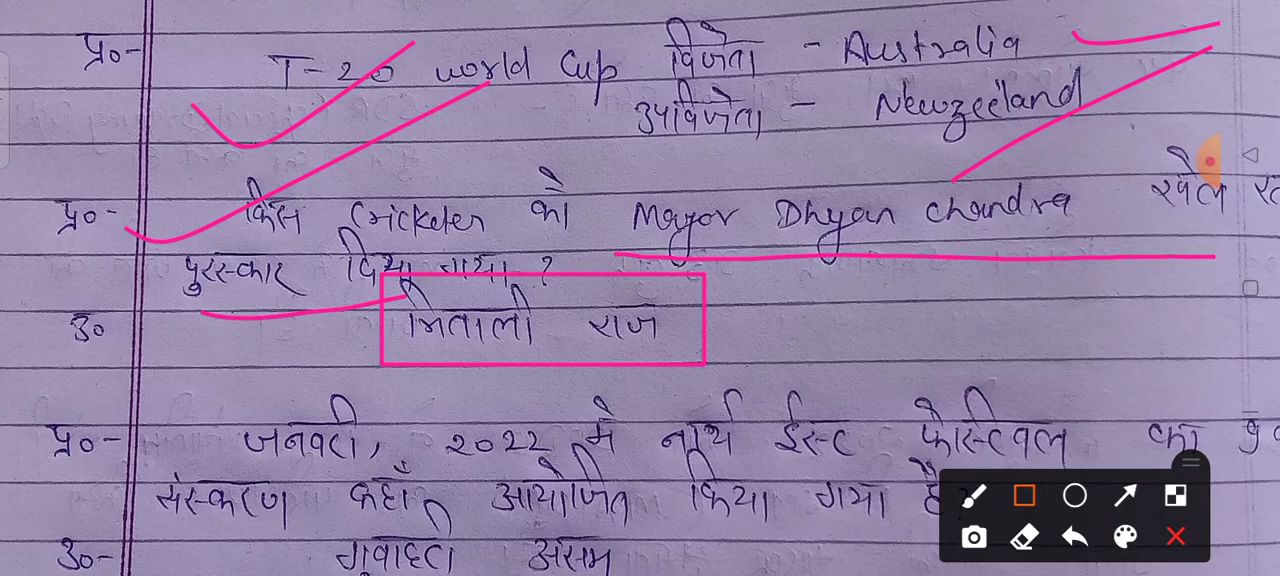 प्र०- T-20 world Cup विजेता - Australia
उपविजेता - Newzeeland
प्र०- किस Cricketer को Mayor Dhyan chandra खेल
पुरस्कार दिया गया ?
उ० मिताली राज
प्र०- जनवरी, 2022 में नार्थ ईस्ट फेस्टिवल का
संस्करण कहाँ आयोजित किया गया है
उ०- गुवाहटी असम